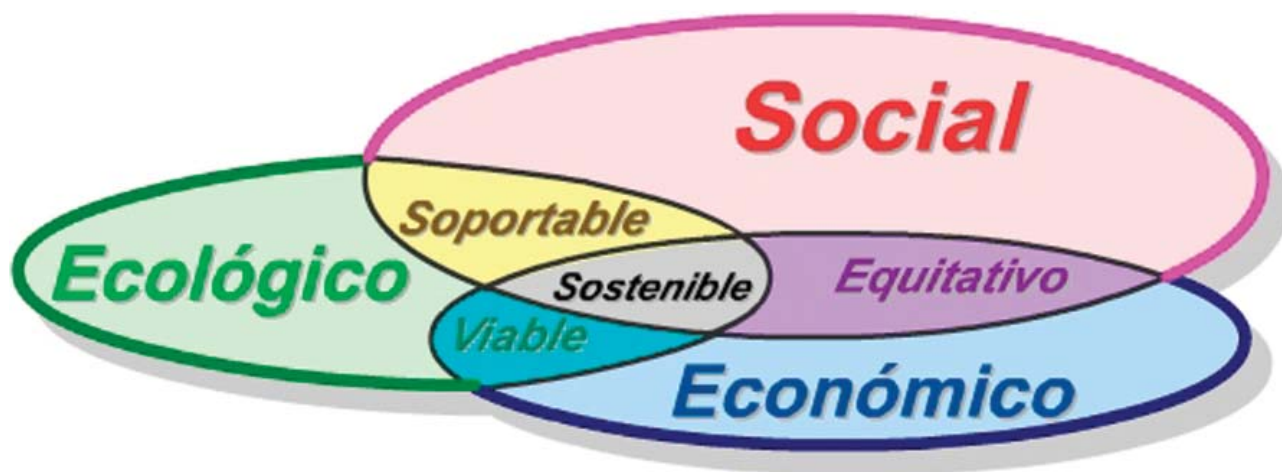 Social
Soportable
Ecológico
Sostenible
Equitativo
Viable
Económico